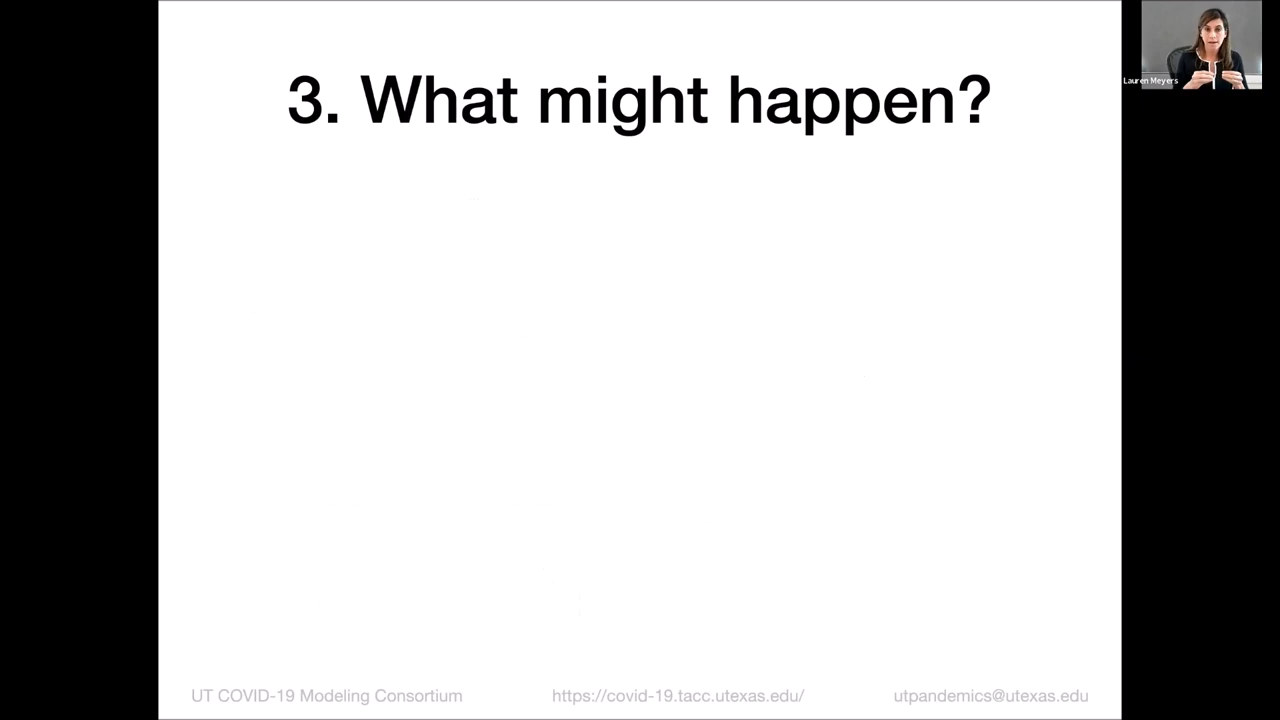 3. What might happen?
Lauren Meyers
UT COVID-19 Modeling Consortium
https://covid-19.tacc.utexas.edu/
utpandemics@utexas.edu